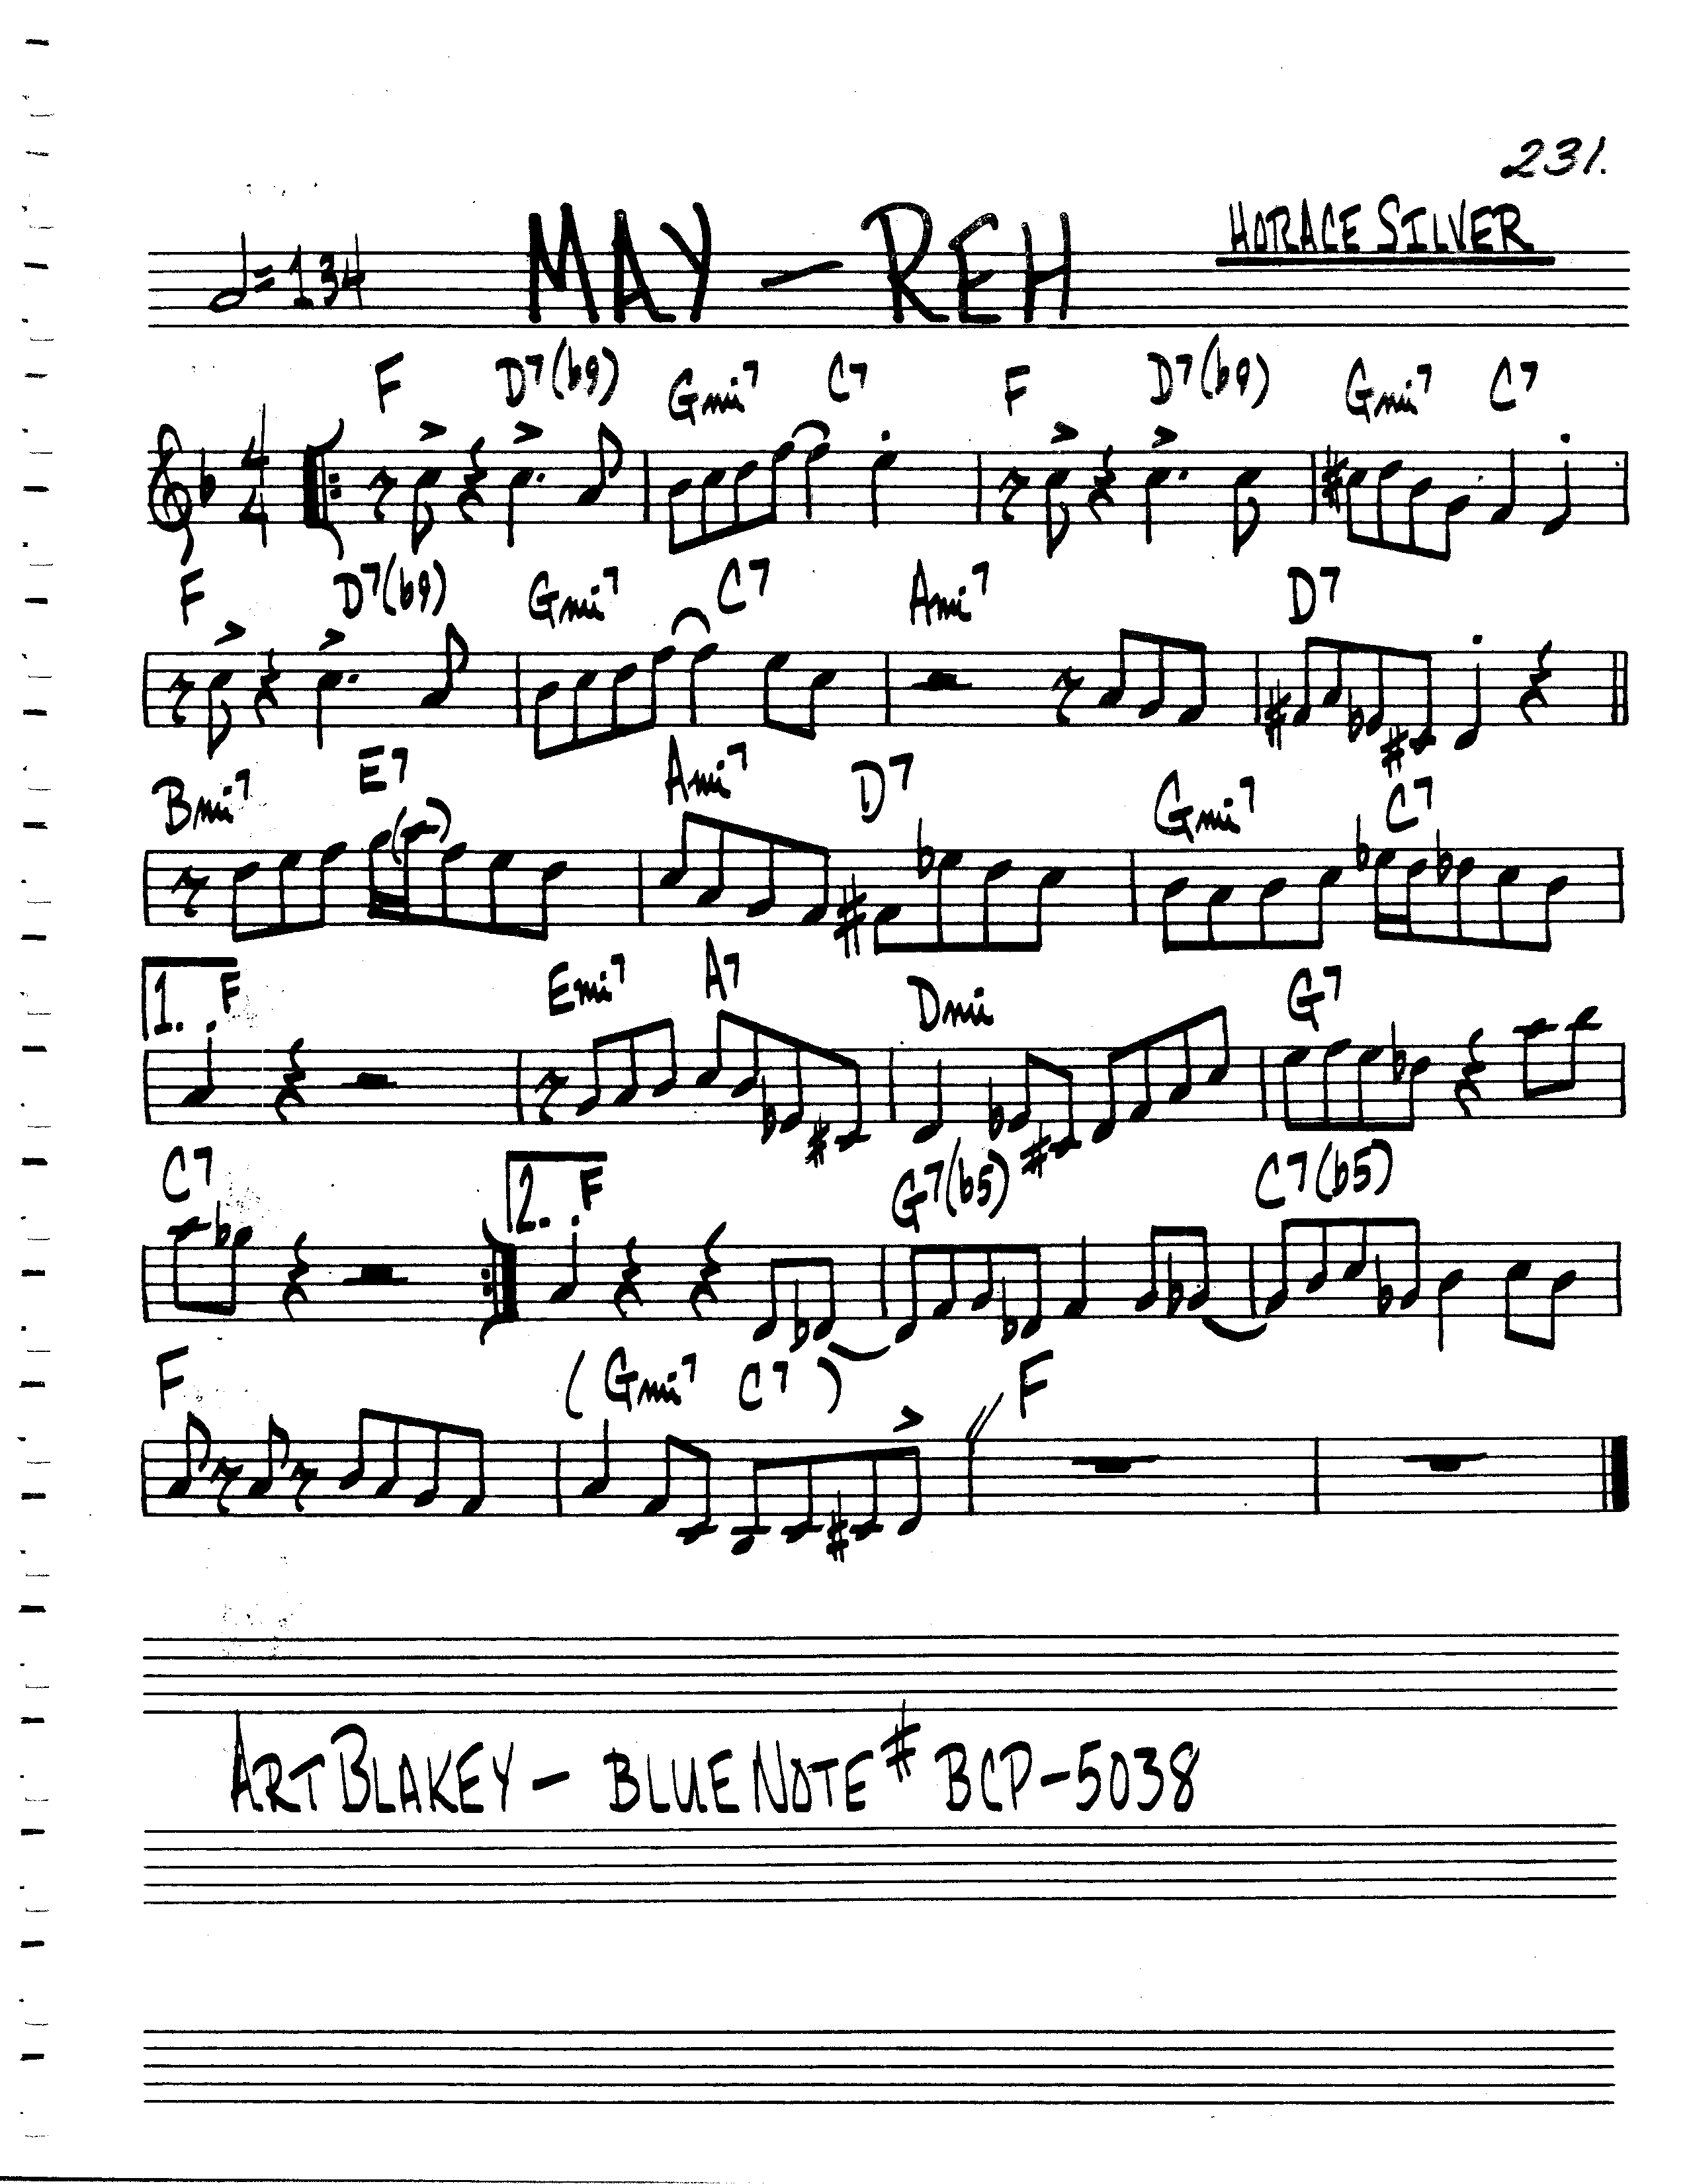 231.
HORACE SILVER
𝅗𝅥=134 MAY - REH
F D7(b9) Gmi7 C7 F D7(b9) Gmi7 C7
4
4
F D7(b9) Gmi7 C7 Ami7 D7
Bmi7 E7 Ami7 D7 Gmi7 C7
1. F Emi7 A7 Dmi G7
C7 2. F G7(b5) C7(b5)
F (Gmi7 C7) F
ART BLAKEY - BLUE NOTE # BCP-5038